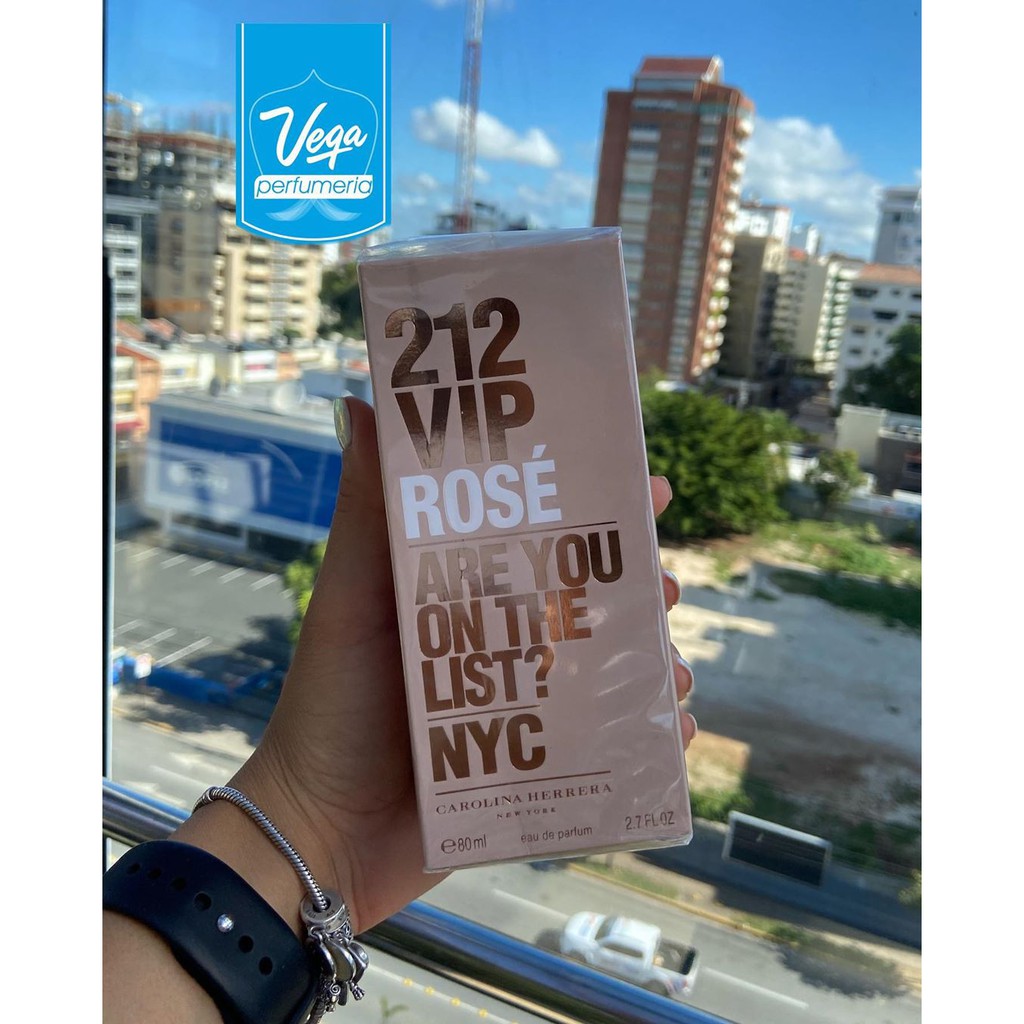 Vega
perfumeria
212
VIP
ROSÉ
ARE YOU
ON THE
LIST?
NYC
CAROLINA HERRERA
NEW YORK
℮80ml eau de parfum 2.7 FL OZ